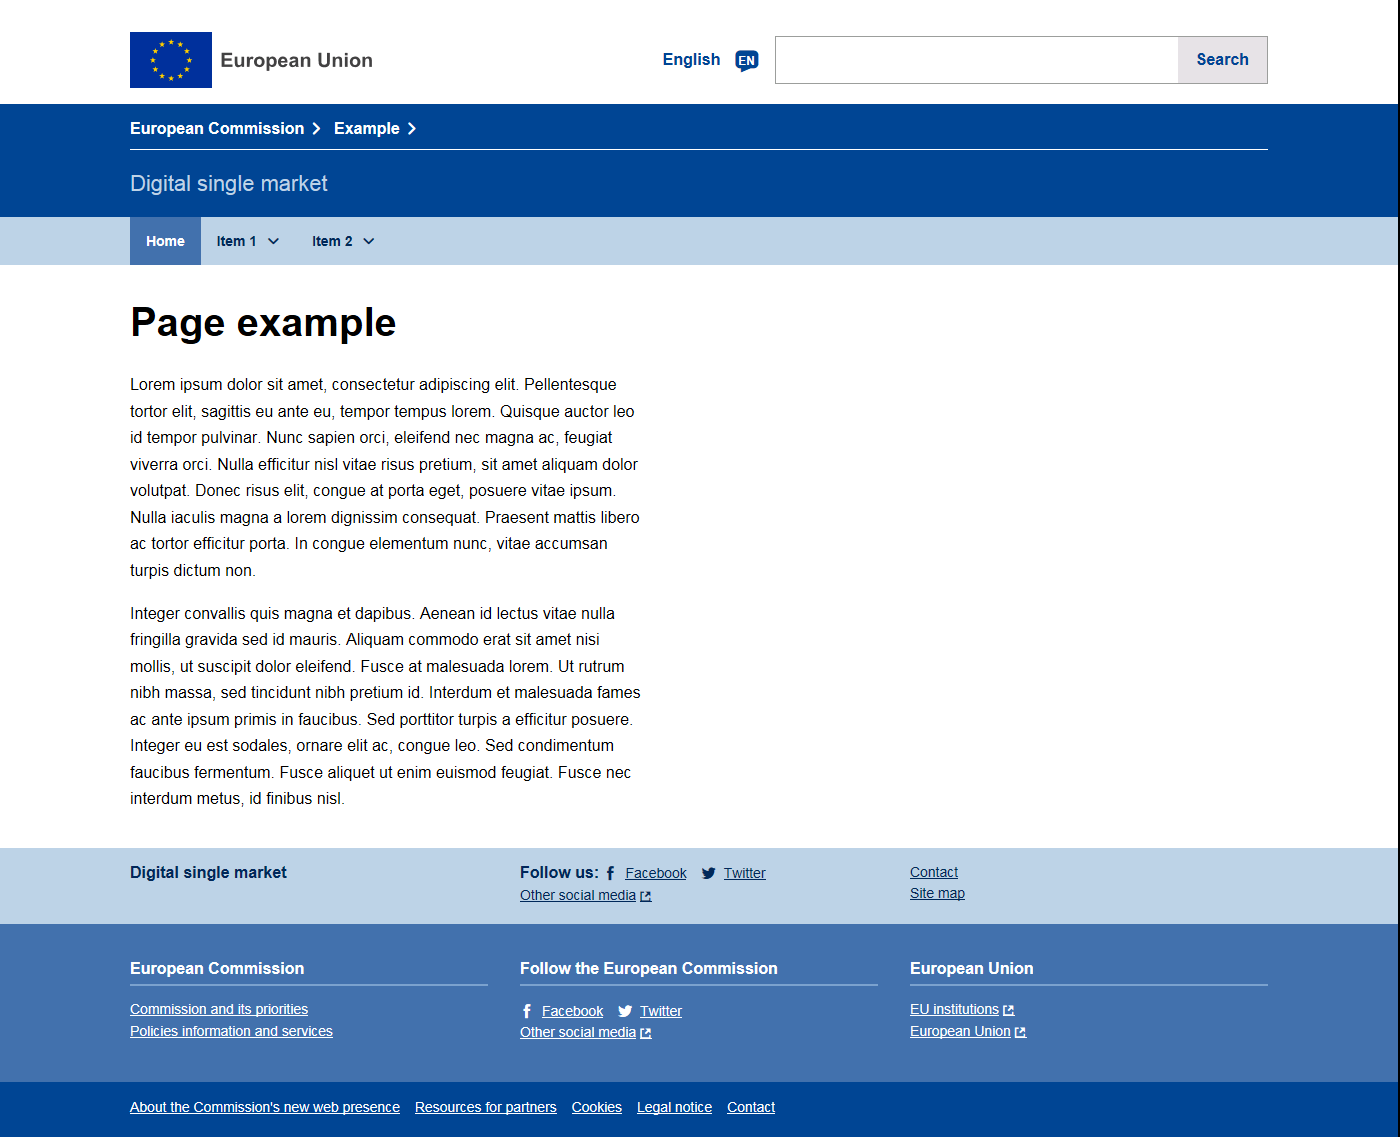 European Union
English EN Search
European Commission Example
Digital single market
Home Item 1 Item 2
Page example
Lorem ipsum dolor sit amet, consectetur adipiscing elit. Pellentesque
tortor elit, sagittis eu ante eu, tempor tempus lorem. Quisque auctor leo
id tempor pulvinar. Nunc sapien orci, eleifend nec magna ac, feugiat
viverra orci. Nulla efficitur nisl vitae risus pretium, sit amet aliquam dolor
volutpat. Donec risus elit, congue at porta eget, posuere vitae ipsum.
Nulla iaculis magna a lorem dignissim consequat. Praesent mattis libero
ac tortor efficitur porta. In congue elementum nunc, vitae accumsan
turpis dictum non.
Integer convallis quis magna et dapibus. Aenean id lectus vitae nulla
fringilla gravida sed id mauris. Aliquam commodo erat sit amet nisi
mollis, ut suscipit dolor eleifend. Fusce at malesuada lorem. Ut rutrum
nibh massa, sed tincidunt nibh pretium id. Interdum et malesuada fames
ac ante ipsum primis in faucibus. Sed porttitor turpis a efficitur posuere.
Integer eu est sodales, ornare elit ac, congue leo. Sed condimentum
faucibus fermentum. Fusce aliquet ut enim euismod feugiat. Fusce nec
interdum metus, id finibus nisl.
Digital single market
Follow us: Facebook Twitter
Other social media
Contact
Site map
European Commission
Commission and its priorities
Policies information and services
Follow the European Commission
Facebook Twitter
Other social media
European Union
EU institutions
European Union
About the Commission's new web presence Resources for partners Cookies Legal notice Contact